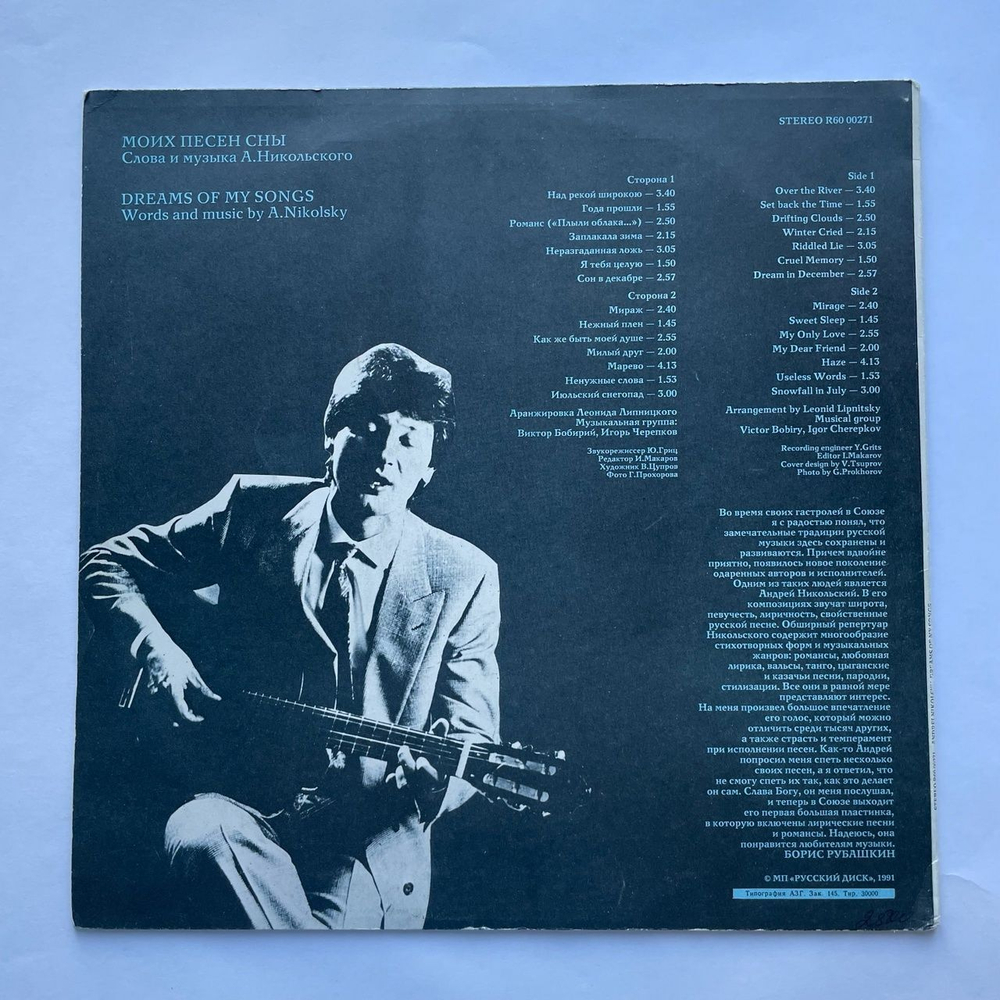 STEREO R60 00271
МОИХ ПЕСЕН СНЫ
Слова и музыка А.Никольского
DREAMS OF MY SONGS
Words and music by A.Nikolsky
Сторона 1
Над рекой широкою — 3.40
Года прошли — 1.55
Романс («Плыли облака...») — 2.50
Заплакала зима — 2.15
Неразгаданная ложь — 3.05
Я тебя целую — 1.50
Сон в декабре — 2.57
Сторона 2
Мираж — 2.40
Нежный плен — 1.45
Как же быть моей душе — 2.55
Милый друг — 2.00
Марево — 4.13
Ненужные слова — 1.53
Июльский снегопад — 3.00
Аранжировка Леонида Липницкого
Музыкальная группа:
Виктор Бобирий, Игорь Черепков
Звукорежиссер Ю.Гриц
Редактор И.Макаров
Художник В.Цупров
Фото Г.Прохорова
Side 1
Over the River — 3.40
Set back the Time — 1.55
Drifting Clouds — 2.50
Winter Cried — 2.15
Riddled Lie — 3.05
Cruel Memory — 1.50
Dream in December — 2.57
Side 2
Mirage — 2.40
Sweet Sleep — 1.45
My Only Love — 2.55
My Dear Friend — 2.00
Haze — 4.13
Useless Words — 1.53
Snowfall in July — 3.00
Arrangement by Leonid Lipnitsky
Musical group
Victor Bobiry, Igor Cherepkov
Recording engineer Y.Grits
Editor I.Makarov
Cover design by V.Tsuprov
Photo by G.Prokhorov
Во время своих гастролей в Союзе
я с радостью понял, что
замечательные традиции русской
музыки здесь сохранены и
развиваются. Причем вдвойне
приятно, появилось новое поколение
одаренных авторов и исполнителей.
Одним из таких людей является
Андрей Никольский. В его
композициях звучат широта,
певучесть, лиричность, свойственные
русской песне. Обширный репертуар
Никольского содержит многообразие
стихотворных форм и музыкальных
жанров: романсы, любовная
лирика, вальсы, танго, цыганские
и казачьи песни, пародии,
стилизации. Все они в равной мере
представляют интерес.
На меня произвел большое впечатление
его голос, который можно
отличить среди тысяч других,
а также страсть и темперамент
при исполнении песен. Как-то Андрей
попросил меня спеть несколько
своих песен, а я ответил, что
не смогу спеть их так, как это делает
он сам. Слава Богу, он меня послушал,
и теперь в Союзе выходит
его первая большая пластинка,
в которую включены лирические песни
и романсы. Надеюсь, она
понравится любителям музыки.
БОРИС РУБАШКИН
© МП «РУССКИЙ ДИСК», 1991
Типография АЗГ. Зак. 145. Тир. 30000